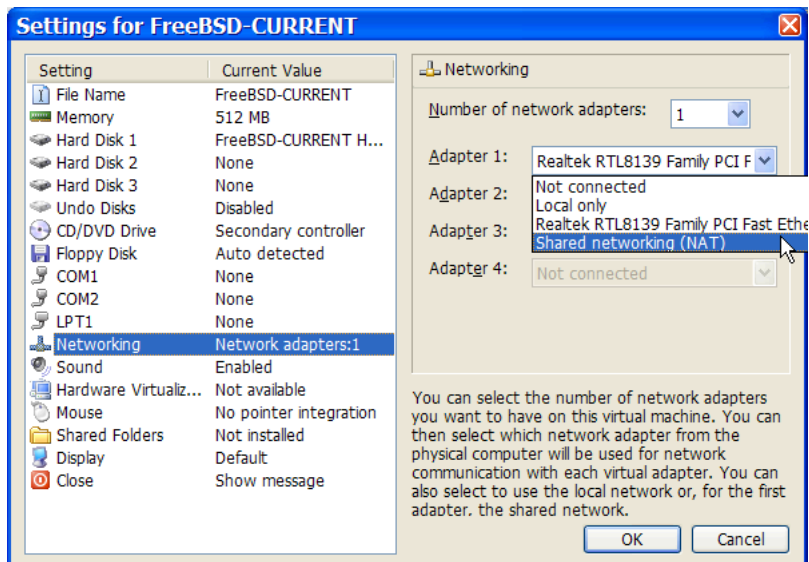 Settings for FreeBSD-CURRENT
Setting Current Value
File Name FreeBSD-CURRENT
Memory 512 MB
Hard Disk 1 FreeBSD-CURRENT H...
Hard Disk 2 None
Hard Disk 3 None
Undo Disks Disabled
CD/DVD Drive Secondary controller
Floppy Disk Auto detected
COM1 None
COM2 None
LPT1 None
Networking Network adapters:1
Sound Enabled
Hardware Virtualiz... Not available
Mouse No pointer integration
Shared Folders Not installed
Display Default
Close Show message
Networking
Number of network adapters: 1
Adapter 1: Realtek RTL8139 Family PCI F
Adapter 2:
Adapter 3:
Adapter 4: Not connected
Not connected
Local only
Realtek RTL8139 Family PCI Fast Ethe
Shared networking (NAT)
You can select the number of network adapters
you want to have on this virtual machine. You can
then select which network adapter from the
physical computer will be used for network
communication with each virtual adapter. You can
also select to use the local network or, for the first
adapter, the shared network.
OK Cancel